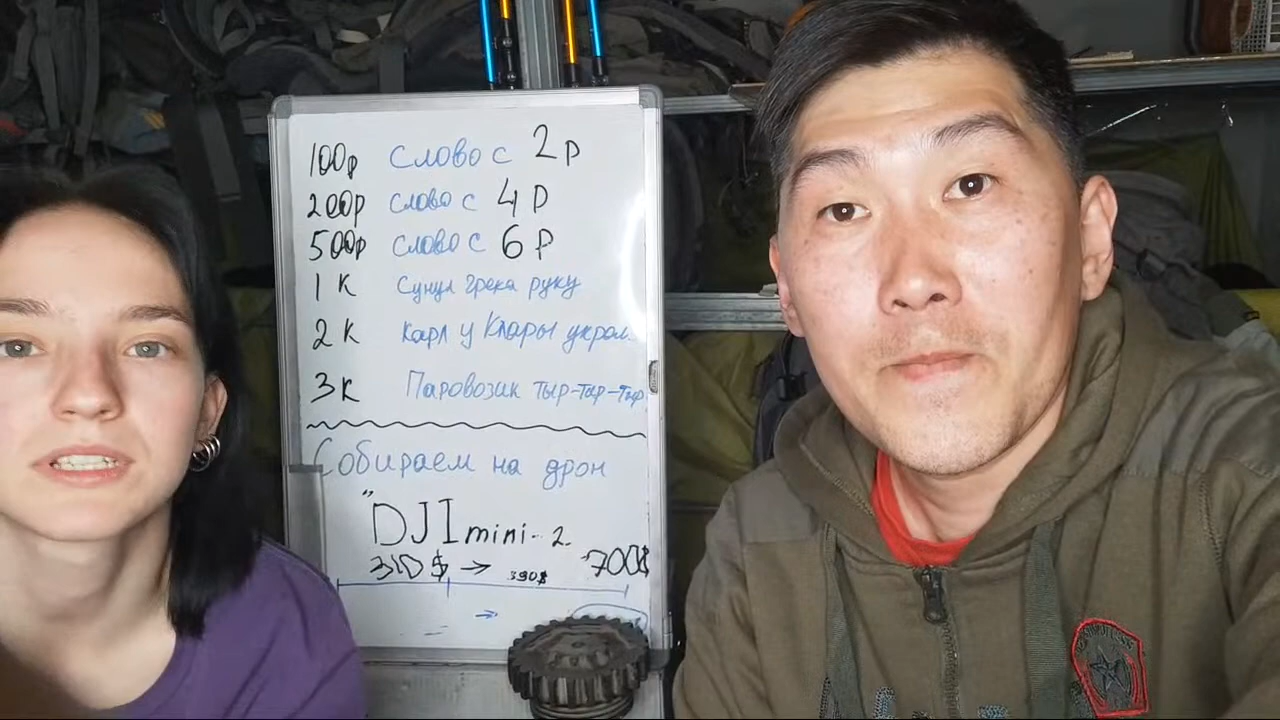 100р слово с 2 р
200р слово с 4 р
500р слово с 6 р
1 к Сунул грека руку
2 к Карл у Клары украл
3к Паровозик тыр-тыр-тыр
Собираем на дрон
"DJI mini 2
310$ → 390$ 700$